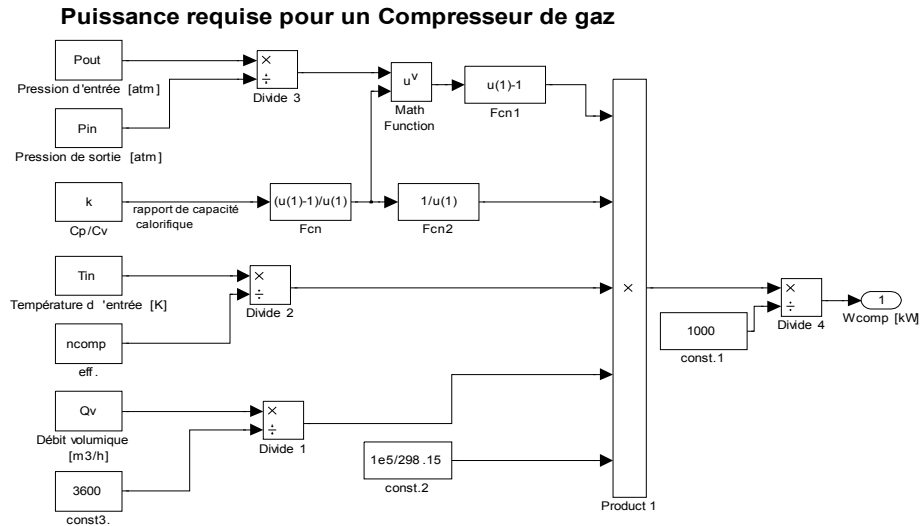 Puissance requise pour un Compresseur de gaz
Pout
Pression d'entrée [atm]
Pin
Pression de sortie [atm]
k
Cp/Cv
rapport de capacité
calorifique
Tin
Température d 'entrée [K]
ncomp
eff.
Qv
Débit volumique
[m3/h]
3600
const3.
×
÷
Divide 3
u^v
Math
Function
u(1)-1
Fcn1
(u(1)-1)/u(1)
Fcn
1/u(1)
Fcn2
×
÷
Divide 2
×
÷
Divide 1
1e5/298 .15
const.2
×
Product 1
1000
const.1
×
÷
Divide 4
1
Wcomp [kW]